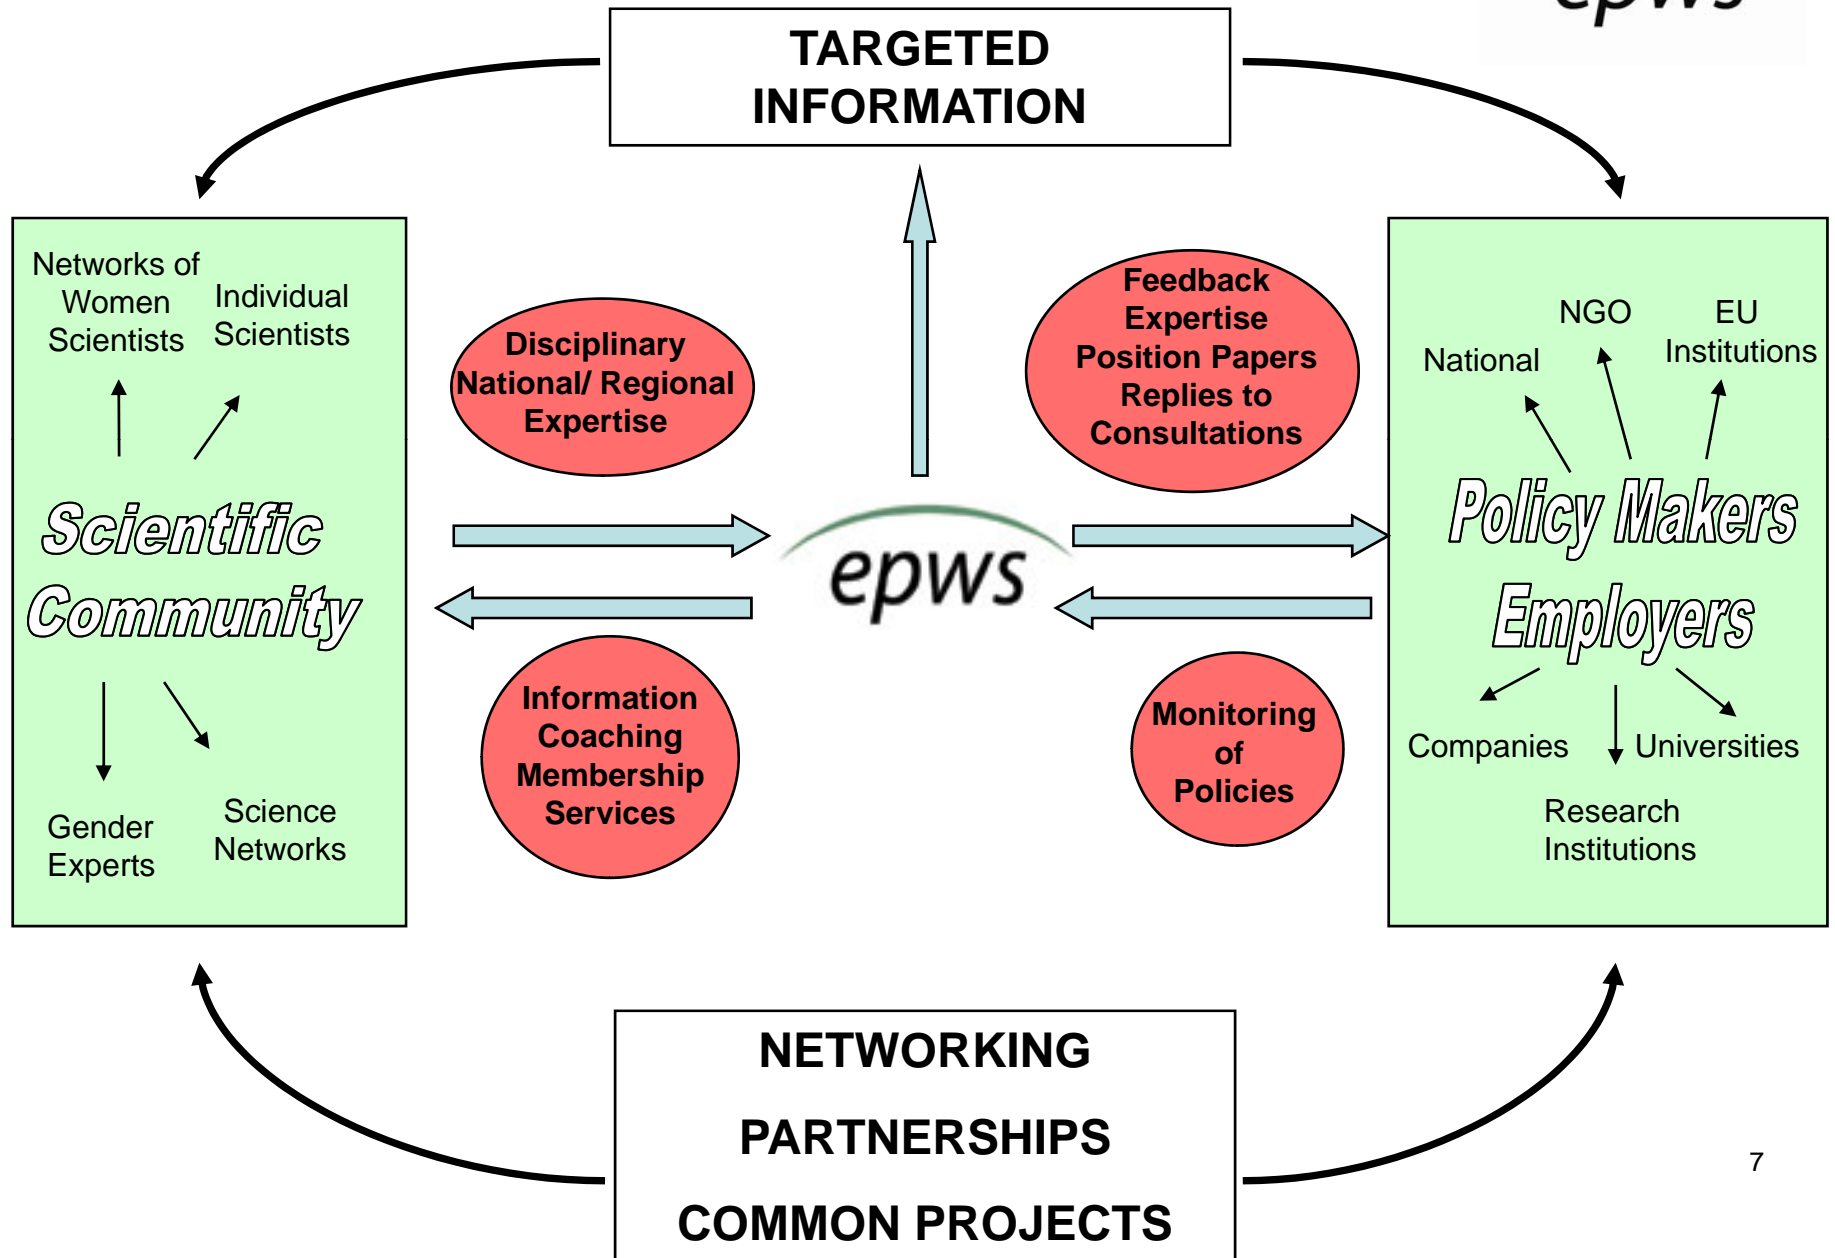 epws
TARGETED
INFORMATION
Networks of
Women
Scientists
Individual
Scientists
Scientific
Community
Gender
Experts
Science
Networks
Disciplinary
National/ Regional
Expertise
Information
Coaching
Membership
Services
epws
Feedback
Expertise
Position Papers
Replies to
Consultations
Monitoring
of
Policies
National
NGO
EU
Institutions
Policy Makers
Employers
Companies
Universities
Research
Institutions
NETWORKING
PARTNERSHIPS
COMMON PROJECTS
7